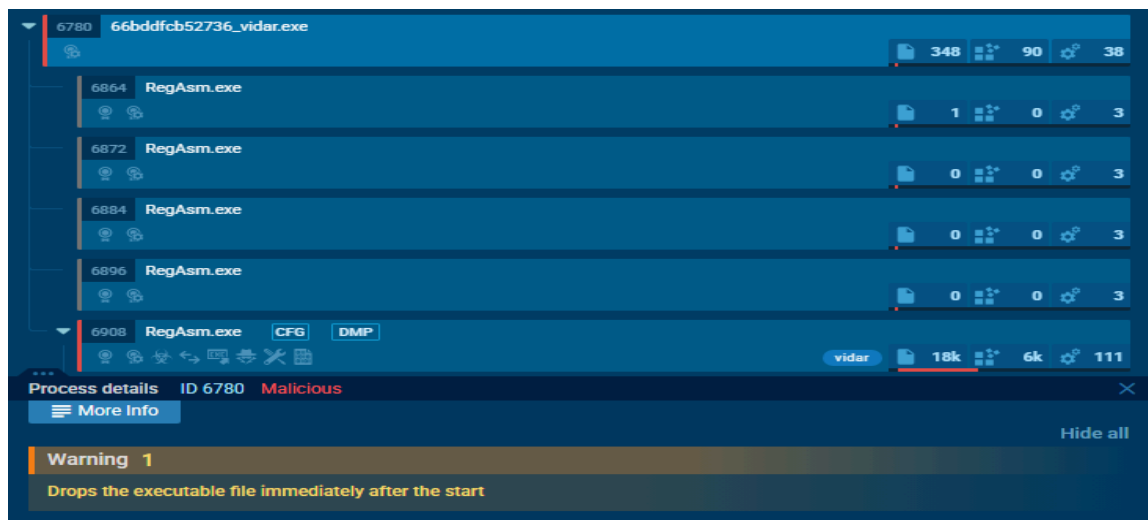 6780 66bddfcb52736_vidar.exe
348 90 38
6864 RegAsm.exe
1 0 3
6872 RegAsm.exe
0 0 3
6884 RegAsm.exe
0 0 3
6896 RegAsm.exe
0 0 3
6908 RegAsm.exe CFG DMP
vidar 18k 6k 111
Process details ID 6780 Malicious
More Info
Hide all
Warning 1
Drops the executable file immediately after the start